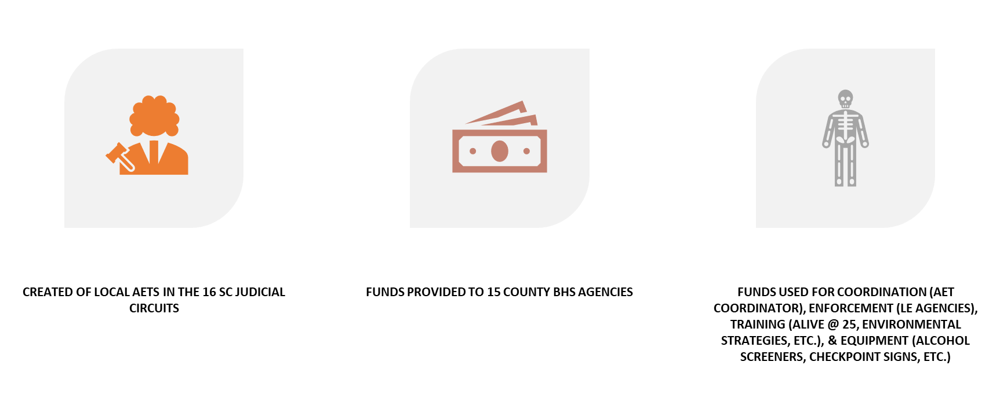 CREATED OF LOCAL AETS IN THE 16 SC JUDICIAL
CIRCUITS
FUNDS PROVIDED TO 15 COUNTY BHS AGENCIES
FUNDS USED FOR COORDINATION (AET
COORDINATOR), ENFORCEMENT (LE AGENCIES),
TRAINING (ALIVE @ 25, ENVIRONMENTAL
STRATEGIES, ETC.), & EQUIPMENT (ALCOHOL
SCREENERS, CHECKPOINT SIGNS, ETC.)